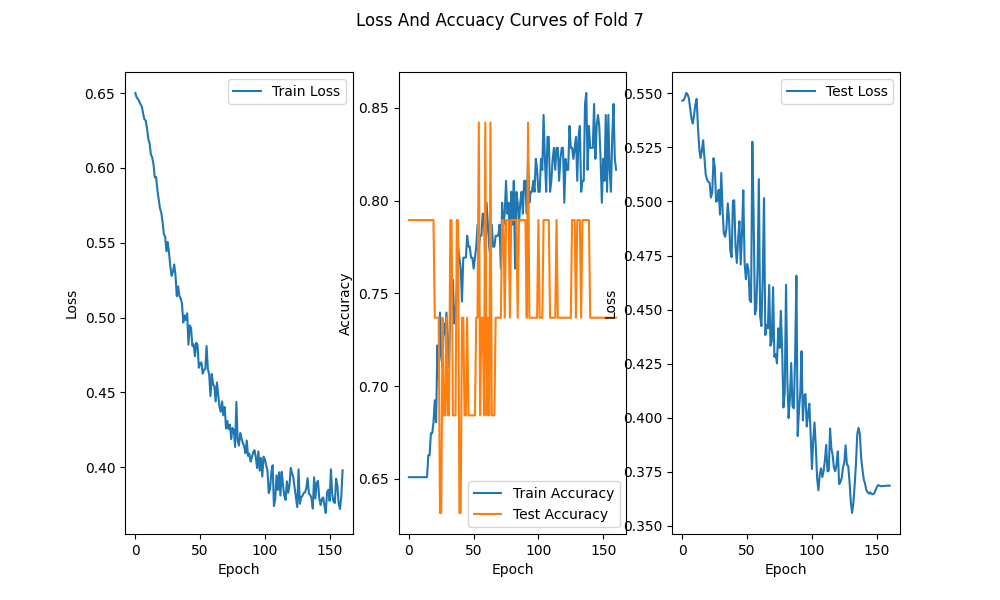 Loss And Accuacy Curves of Fold 7
Train Loss
0.65
0.60
0.55
0.50
0.45
0.40
Loss
0 50 100 150
Epoch
0.85
0.80
0.75
0.70
0.65
Accuracy
Train Accuracy
Test Accuracy
0 50 100 150
Epoch
Test Loss
0.550
0.525
0.500
0.475
0.450
0.425
0.400
0.375
0.350
Loss
0 50 100 150
Epoch